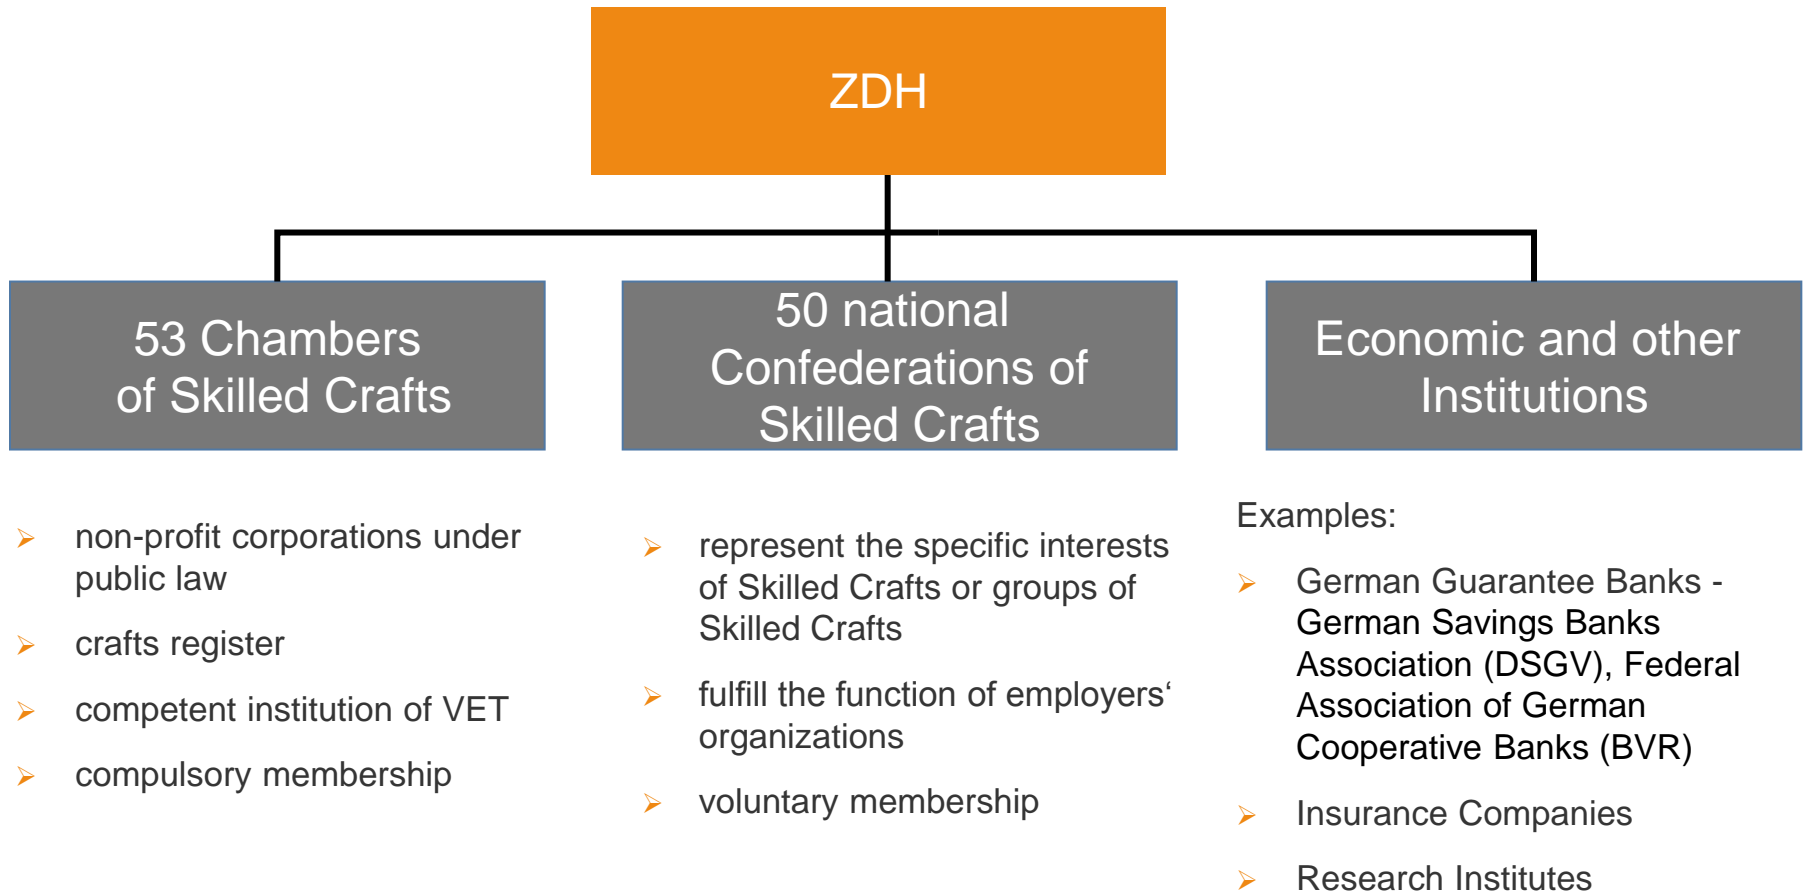 ZDH
53 Chambers
of Skilled Crafts
non-profit corporations under
public law
crafts register
competent institution of VET
compulsory membership
50 national
Confederations of
Skilled Crafts
represent the specific interests
of Skilled Crafts or groups of
Skilled Crafts
fulfill the function of employers‘
organizations
voluntary membership
Economic and other
Institutions
Examples:
German Guarantee Banks -
German Savings Banks
Association (DSGV), Federal
Association of German
Cooperative Banks (BVR)
Insurance Companies
Research Institutes